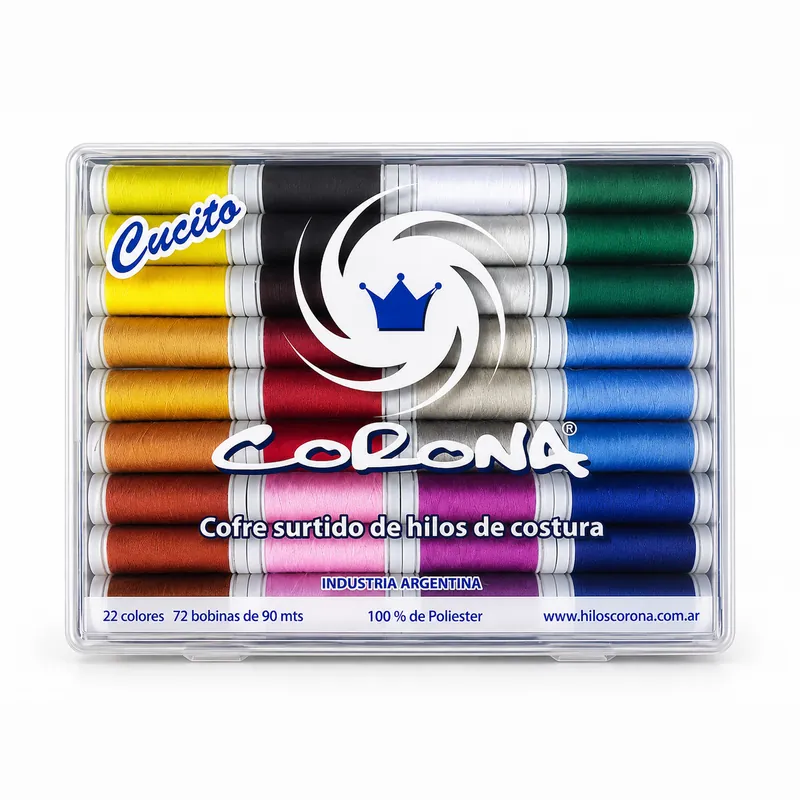 Cucito
CORONA®
Cofre surtido de hilos de costura
INDUSTRIA ARGENTINA
22 colores 72 bobinas de 90 mts 100 % de Poliester www.hiloscorona.com.ar